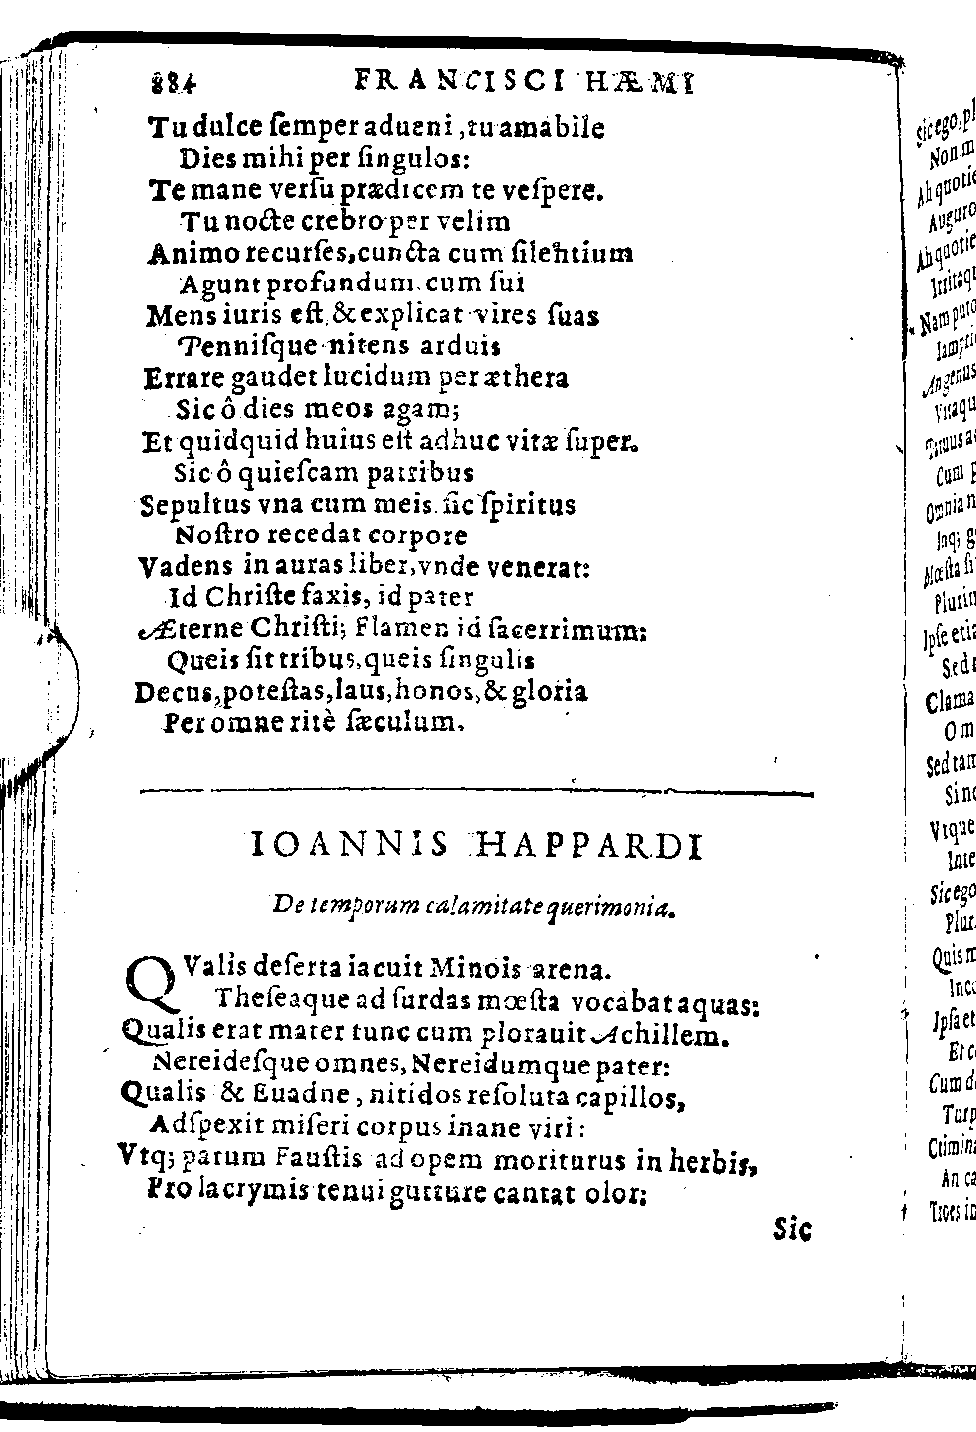 884 FRANCISCI HÆMI
Tu dulce ſemper adueni, tu amabile
Dies mihi per ſingulos:
Te mane verſu prædicem te veſpere.
Tu nocte crebro per velim
Animo recurſes, cuncta cum ſilentium
Agunt profundum, cum ſui
Mens iuris eſt, & explicat vires ſuas
Penniſque nitens arduis
Errare gaudet lucidum per æthera
Sic ô dies meos agam;
Et quidquid huius eſt adhuc vitæ ſuper.
Sic ô quieſcam patribus
Sepultus vna cum meis. ſic ſpiritus
Noſtro recedat corpore
Vadens in auras liber, vnde venerat:
Id Chriſte faxis, id pater
Æterne Chriſti; Flamen id ſacerrimum:
Queis ſit tribus, queis ſingulis
Decus, poteſtas, laus, honos, & gloria
Per omne ritè ſæculum.
IOANNIS HAPPARDI
De temporum calamitate querimonia.
QValis deſerta iacuit Minois arena.
Theſeaque ad ſurdas mœſta vocabat aquas:
Qualis erat mater tunc cum plorauit Achillem.
Nereideſque omnes, Nereidumque pater:
Qualis & Euadne, nitidos reſoluta capillos,
Adſpexit miſeri corpus inane viri:
Vtq; parum Fauſtis ad opem moriturus in herbis,
Pro lacrymis tenui gutture cantat olor:
Sic
Sic ego pl
Non m
Ah quotie
Auguro
Ah quotie
Irritaqu
Nam puto
Iam
Angenus
Vitaqu
Cum p
Omnia n
Inq; g
Mœſta ſi
Plurin
Ipſe etia
Sed
Clama
Om
Sed tam
Sinc
Vtque
Inte
Sic ego
Plur
Quis m
Inc
Ipſa et
Et c
Cum d
Turp
Crimin
An ca
Troes in